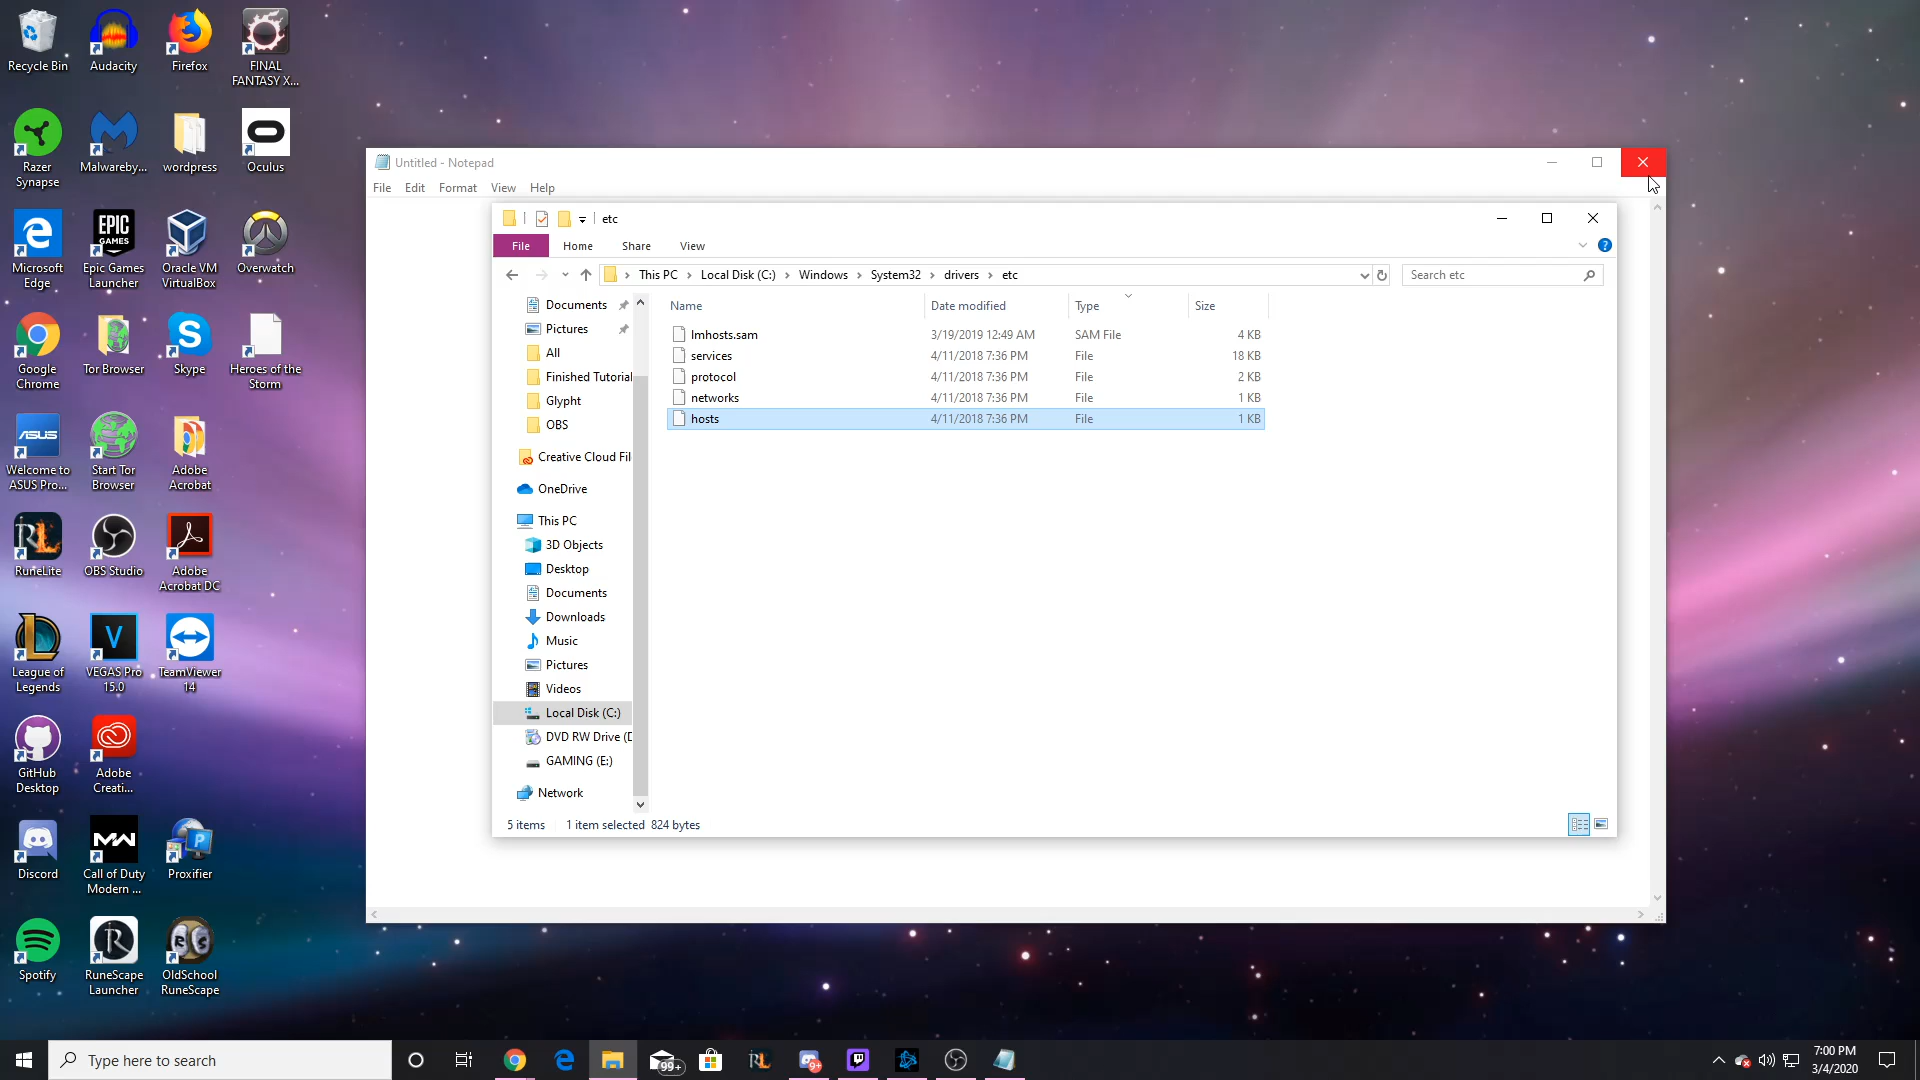 Recycle Bin
Audacity
Firefox
FINAL
FANTASY X...
Razer
Synapse
Malwareby...
wordpress
Oculus
Microsoft
Edge
EPIC
GAMES
Epic Games
Launcher
Oracle VM
VirtualBox
Overwatch
Google
Chrome
Tor Browser
Skype
Heroes of the
Storm
ASUS
Welcome to
ASUS Pro...
Start Tor
Browser
Adobe
Acrobat
RL
RuneLite
OBS Studio
Adobe
Acrobat DC
League of
Legends
V
VEGAS Pro
15.0
TeamViewer
14
GitHub
Desktop
Adobe
Creati...
Discord
MW
Call of Duty
Modern ...
P
Proxifier
Spotify
R
RuneScape
Launcher
RS
OldSchool
RuneScape
Untitled - Notepad
File Edit Format View Help
etc
File Home Share View
This PC > Local Disk (C:) > Windows > System32 > drivers > etc
Search etc
Documents
Pictures
All
Finished Tutorial
Glypht
OBS
Creative Cloud Fil
OneDrive
This PC
3D Objects
Desktop
Documents
Downloads
Music
Pictures
Videos
Local Disk (C:)
DVD RW Drive (D
GAMING (E:)
Network
Name Date modified Type Size
lmhosts.sam 3/19/2019 12:49 AM SAM File 4 KB
services 4/11/2018 7:36 PM File 18 KB
protocol 4/11/2018 7:36 PM File 2 KB
networks 4/11/2018 7:36 PM File 1 KB
hosts 4/11/2018 7:36 PM File 1 KB
5 items 1 item selected 824 bytes
Type here to search
99+
RL
9+
7:00 PM
3/4/2020